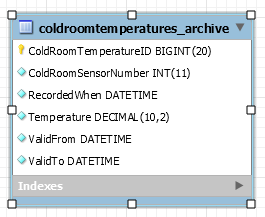 coldroomtemperatures_archive
ColdRoomTemperatureID BIGINT(20)
ColdRoomSensorNumber INT(11)
RecordedWhen DATETIME
Temperature DECIMAL(10,2)
ValidFrom DATETIME
ValidTo DATETIME
Indexes